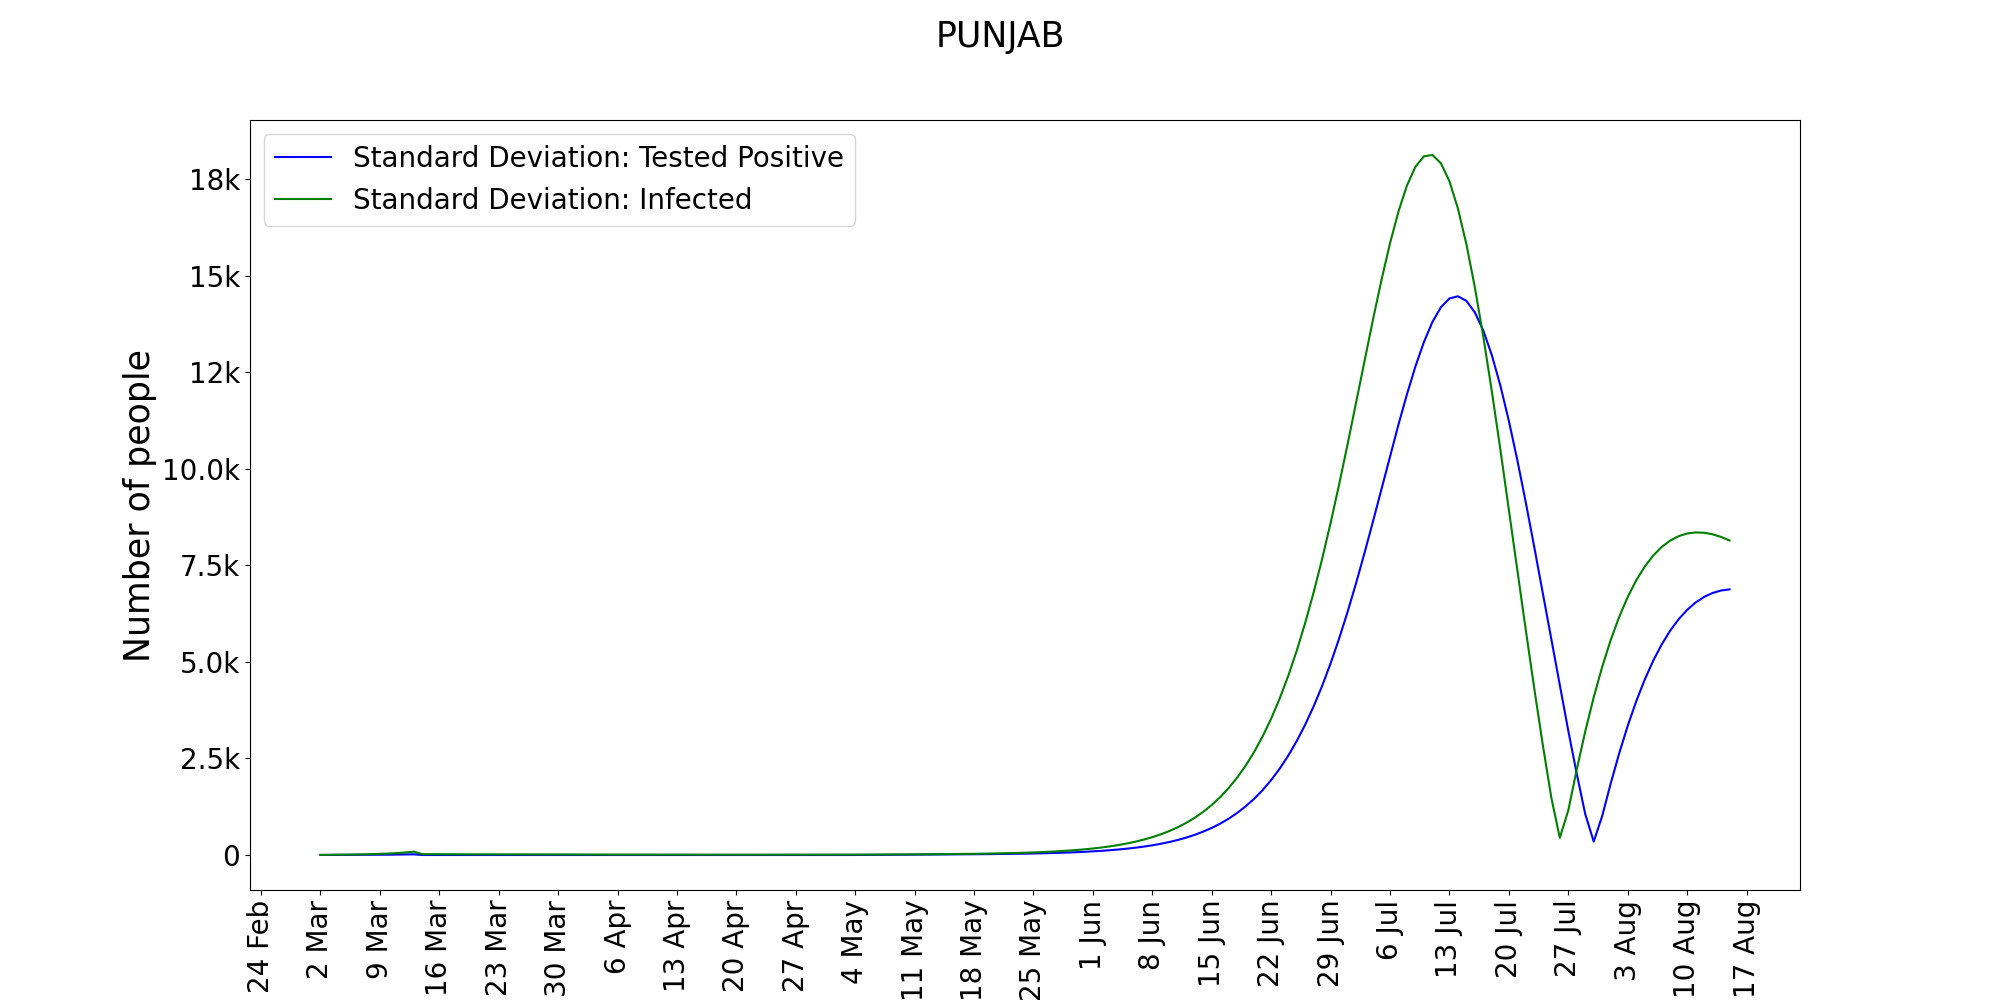 PUNJAB
Standard Deviation: Tested Positive
Standard Deviation: Infected
Number of people
18k
15k
12k
10.0k
7.5k
5.0k
2.5k
0
24 Feb
2 Mar
9 Mar
16 Mar
23 Mar
30 Mar
6 Apr
13 Apr
20 Apr
27 Apr
4 May
11 May
18 May
25 May
1 Jun
8 Jun
15 Jun
22 Jun
29 Jun
6 Jul
13 Jul
20 Jul
27 Jul
3 Aug
10 Aug
17 Aug